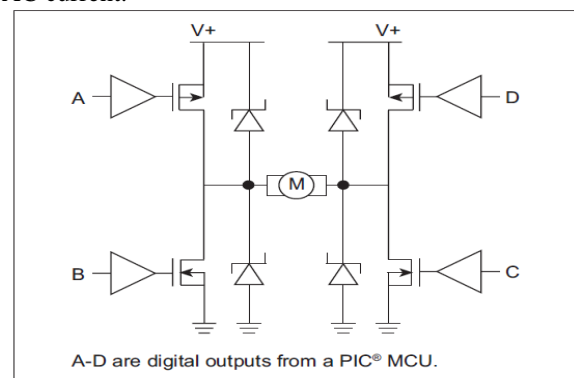 V+ V+
A D
M
B C
A-D are digital outputs from a PIC® MCU.